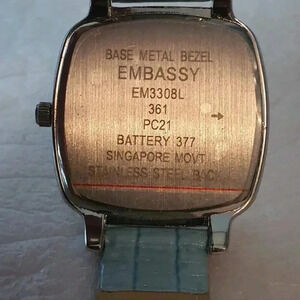 BASE METAL BEZEL
EMBASSY
EM3308L
361
PC21
BATTERY 377
SINGAPORE MOVT
STAINLESS STEEL BACK